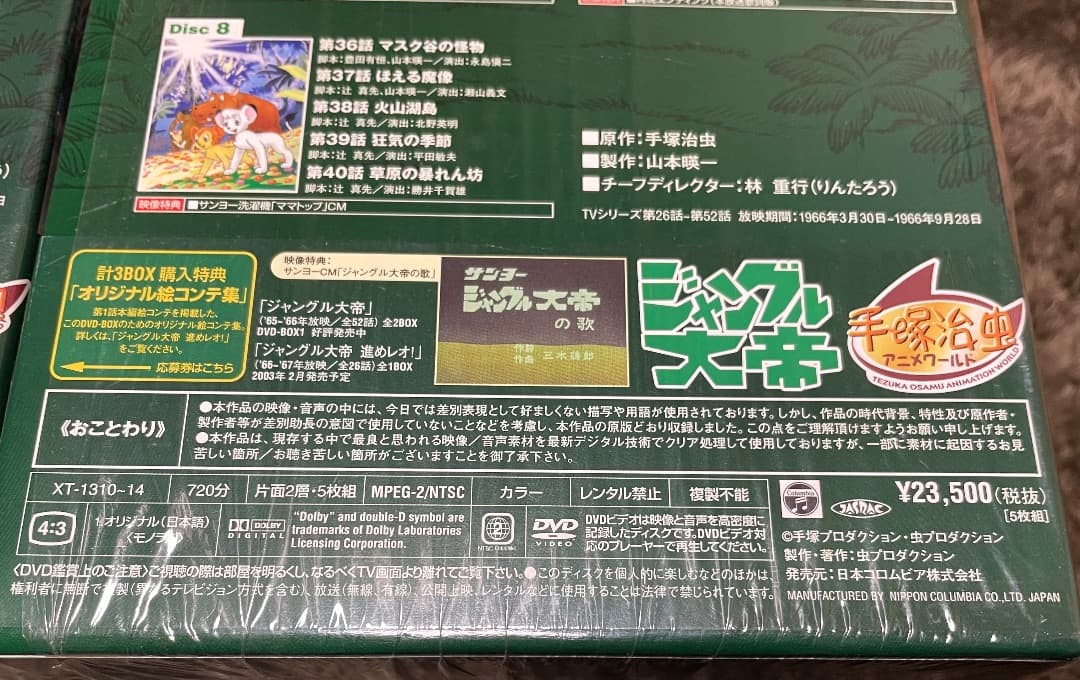 Disc 8
第36話 マスク谷の怪物
脚本:豊田有恒、山本暎一/演出:永島慎二
第37話 ほえる魔像
脚本:辻 真先、山本暎一/演出:瀬山義文
第38話 火山湖島
脚本:辻 真先/演出:北野英明
第39話 狂気の季節
脚本:辻 真先/演出:平田敏夫
第40話 草原の暴れん坊
脚本:辻 真先/演出:勝井千賀雄
映像特典 ■サンヨー洗濯機「ママトップ」CM
■原作:手塚治虫
■製作:山本暎一
■チーフディレクター:林 重行(りんたろう)
TVシリーズ第26話~第52話 放映期間:1966年3月30日~1966年9月28日
計3BOX 購入特典
「オリジナル絵コンテ集」
第1話本編絵コンテを掲載した、
このDVD-BOXのためのオリジナル絵コンテ集。
詳しくは、「ジャングル大帝 進めレオ!」
をご覧ください。
応募券はこちら
映像特典:
サンヨーCM「ジャングル大帝の歌」
「ジャングル大帝」
('65~'66年放映/全52話) 全2BOX
DVD-BOX1 好評発売中
「ジャングル大帝 進めレオ!」
('66~'67年放映/全26話) 全1BOX
2003年2月発売予定
サンヨー
ジャングル大帝
の歌
作詞
作曲 三木鶏郎
ジャングル
大帝
手塚治虫
アニメワールド
TEZUKA OSAMU ANIMATION WORLD
《おことわり》
●本作品の映像・音声の中には、今日では差別表現として好ましくない描写や用語が使用されております。しかし、作品の時代背景、特性及び原作者・
製作者等が差別助長の意図で使用していないことなどを考慮し、本作品の原版どおり収録しました。この点をご理解頂けますようお願い申し上げます。
●本作品は、現存する中で最良と思われる映像/音声素材を最新デジタル技術でクリア処理して使用しておりますが、一部に素材に起因するお見
苦しい箇所/お聴き苦しい箇所がございますことを御了承下さい。
XT-1310~14 720分 片面2層・5枚組 MPEG-2/NTSC カラー レンタル禁止 複製不能
4:3
1.オリジナル(日本語)
〈モノラル〉
DOLBY
DIGITAL
"Dolby" and double-D symbol are
trademarks of Dolby Laboratories
Licensing Corporation.
2
DVD
VIDEO
DVDビデオは映像と音声を高密度に
記録したディスクです。DVDビデオ対
応のプレーヤーで再生してください。
Columbia
JASRAC
¥23,500(税抜)
[5枚組]
©手塚プロダクション・虫プロダクション
製作・著作:虫プロダクション
発売元:日本コロムビア株式会社
MANUFACTURED BY NIPPON COLUMBIA CO.,LTD. JAPAN
〈DVD鑑賞上のご注意〉ご視聴の際は部屋を明るくし、なるべくTV画面より離れてご覧下さい。●このディスクを個人的に楽しむなどのほかは、
権利者に無断で複製(異なるテレビジョン方式を含む)、放送(無線、有線)、公開上映、レンタルなどに使用することは法律で禁じられています。